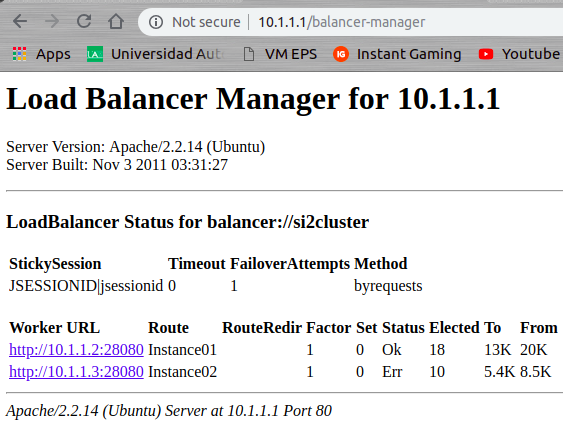 Not secure | 10.1.1.1/balancer-manager
Apps Universidad Aut VM EPS Instant Gaming Youtube
Load Balancer Manager for 10.1.1.1
Server Version: Apache/2.2.14 (Ubuntu)
Server Built: Nov 3 2011 03:31:27
LoadBalancer Status for balancer://si2cluster
StickySession Timeout FailoverAttempts Method
JSESSIONID|jsessionid 0 1 byrequests
Worker URL Route RouteRedir Factor Set Status Elected To From
http://10.1.1.2:28080 Instance01 1 0 Ok 18 13K 20K
http://10.1.1.3:28080 Instance02 1 0 Err 10 5.4K 8.5K
Apache/2.2.14 (Ubuntu) Server at 10.1.1.1 Port 80